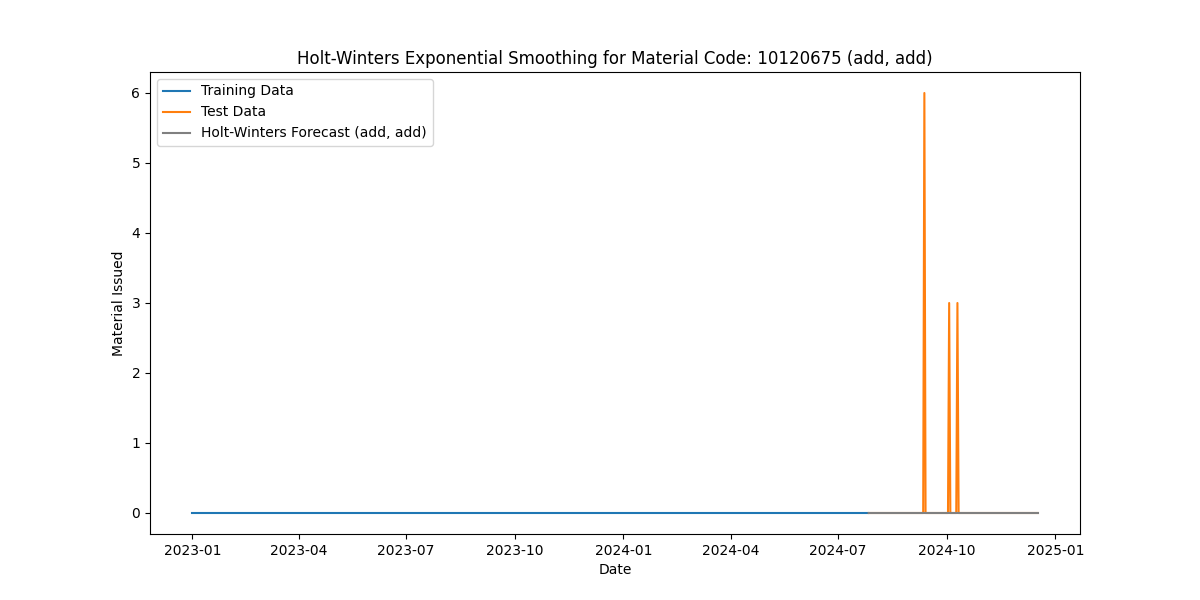 Holt-Winters Exponential Smoothing for Material Code: 10120675 (add, add)
Training Data
Test Data
Holt-Winters Forecast (add, add)
6
5
4
3
2
1
0
Material Issued
2023-01 2023-04 2023-07 2023-10 2024-01 2024-04 2024-07 2024-10 2025-01
Date